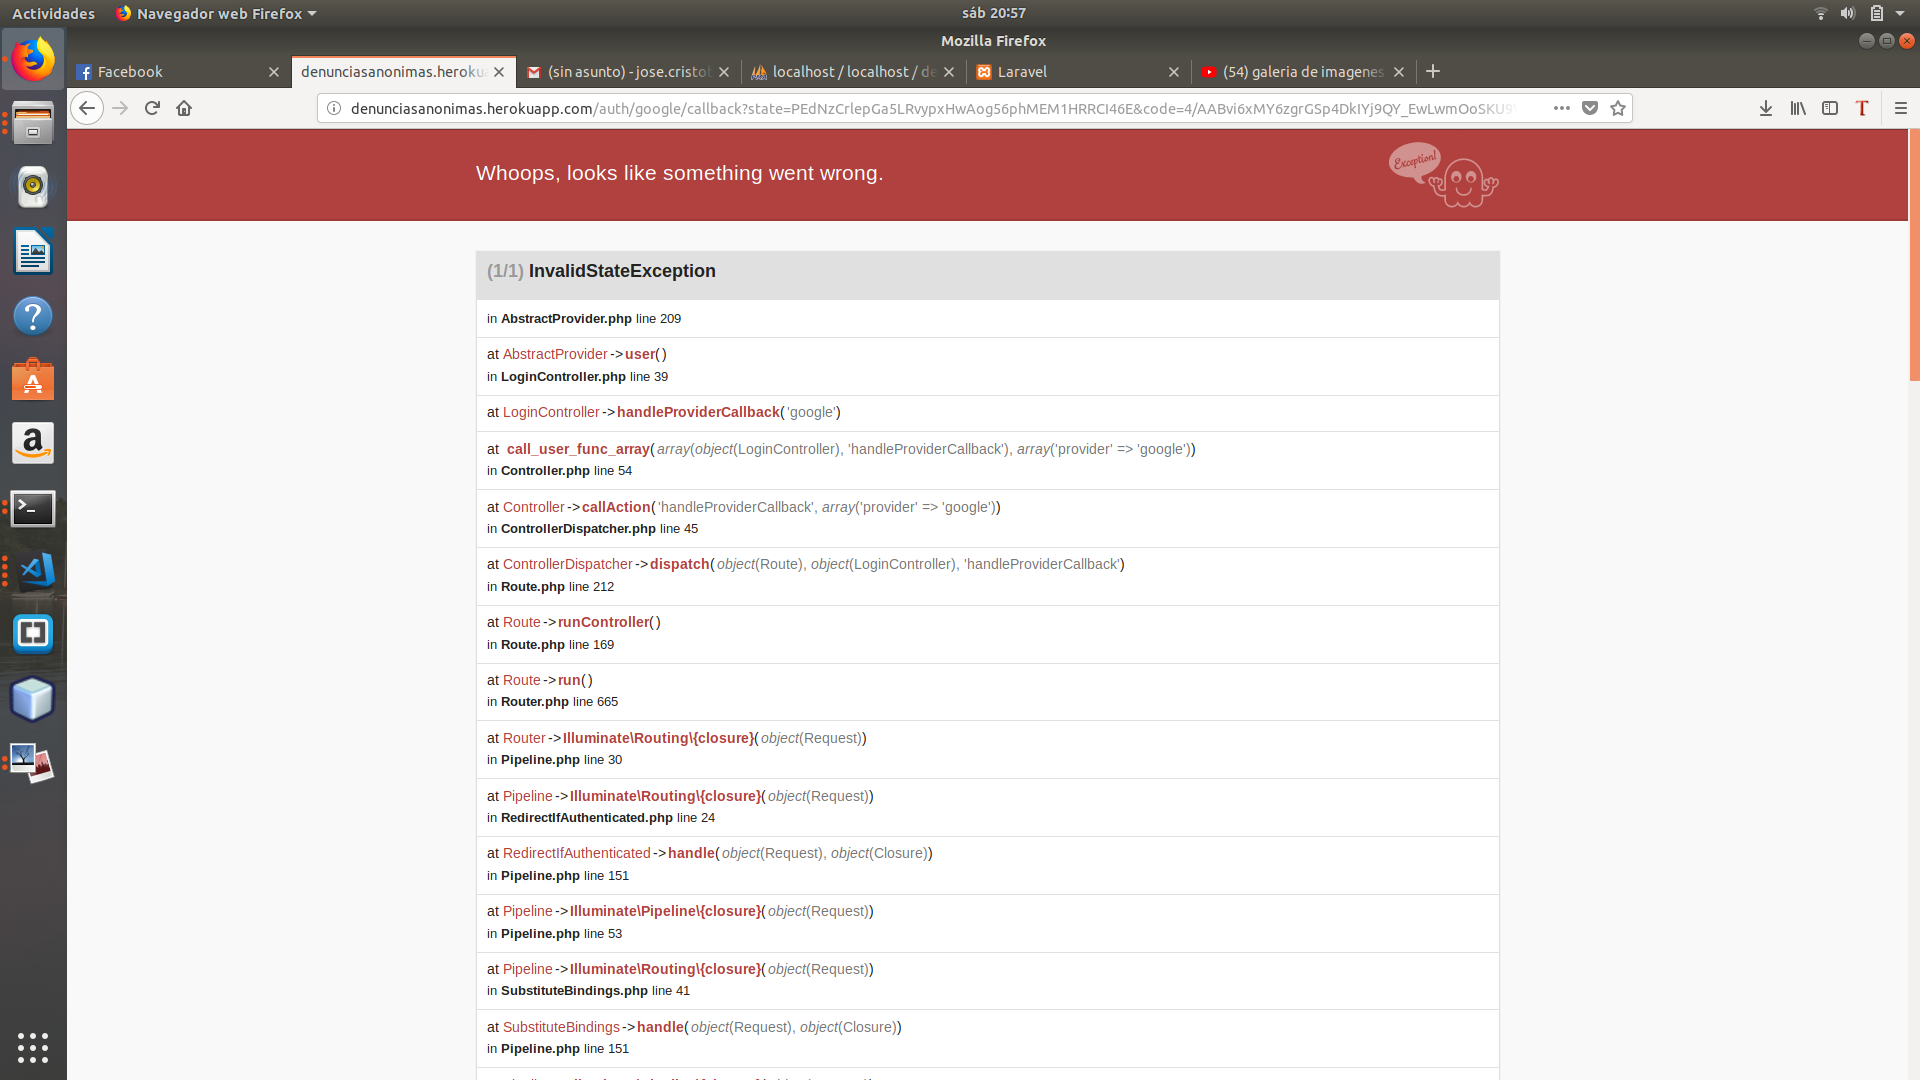 Actividades
Navegador web Firefox
sáb 20:57
Mozilla Firefox
Facebook
denunciasanonimas.heroku
(sin asunto) - jose.cristo
localhost / localhost / de
Laravel
(54) galeria de imagenes
denunciasanonimas.herokuapp.com/auth/google/callback?state=PEdNzCrlepGa5LRvypxHwAog56phMEM1HRRCI46E&code=4/AABvi6xMY6zgrGSp4DkIYj9QY_EwLwmOoSKU9
Whoops, looks like something went wrong.
Exception!
(1/1) InvalidStateException
in AbstractProvider.php line 209
at AbstractProvider->user()
in LoginController.php line 39
at LoginController->handleProviderCallback('google')
at call_user_func_array(array(object(LoginController), 'handleProviderCallback'), array('provider' => 'google'))
in Controller.php line 54
at Controller->callAction('handleProviderCallback', array('provider' => 'google'))
in ControllerDispatcher.php line 45
at ControllerDispatcher->dispatch(object(Route), object(LoginController), 'handleProviderCallback')
in Route.php line 212
at Route->runController()
in Route.php line 169
at Route->run()
in Router.php line 665
at Router->Illuminate\Routing\{closure}(object(Request))
in Pipeline.php line 30
at Pipeline->Illuminate\Routing\{closure}(object(Request))
in RedirectIfAuthenticated.php line 24
at RedirectIfAuthenticated->handle(object(Request), object(Closure))
in Pipeline.php line 151
at Pipeline->Illuminate\Pipeline\{closure}(object(Request))
in Pipeline.php line 53
at Pipeline->Illuminate\Routing\{closure}(object(Request))
in SubstituteBindings.php line 41
at SubstituteBindings->handle(object(Request), object(Closure))
in Pipeline.php line 151